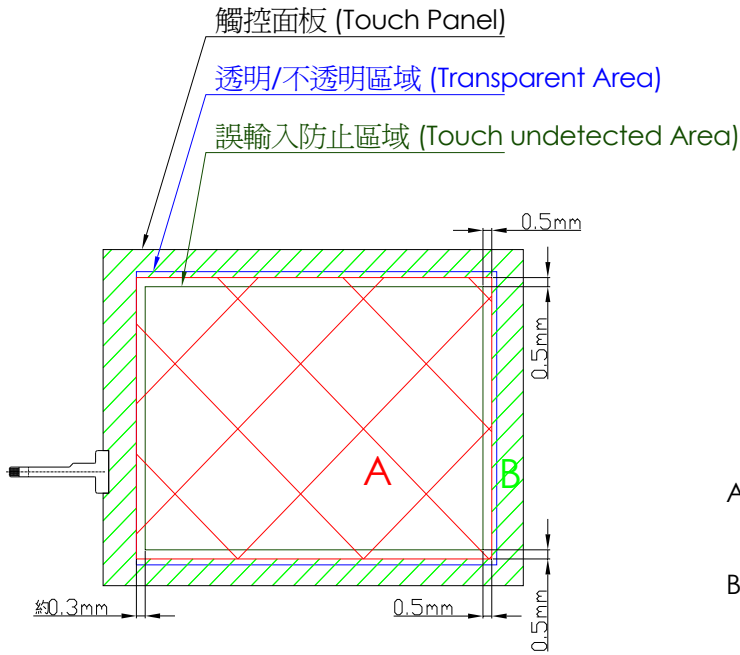 觸控面板 (Touch Panel)
透明/不透明區域 (Transparent Area)
誤輸入防止區域 (Touch undetected Area)
0.5mm
0.5mm
A
B
A
B
約0.3mm
0.5mm
0.5mm